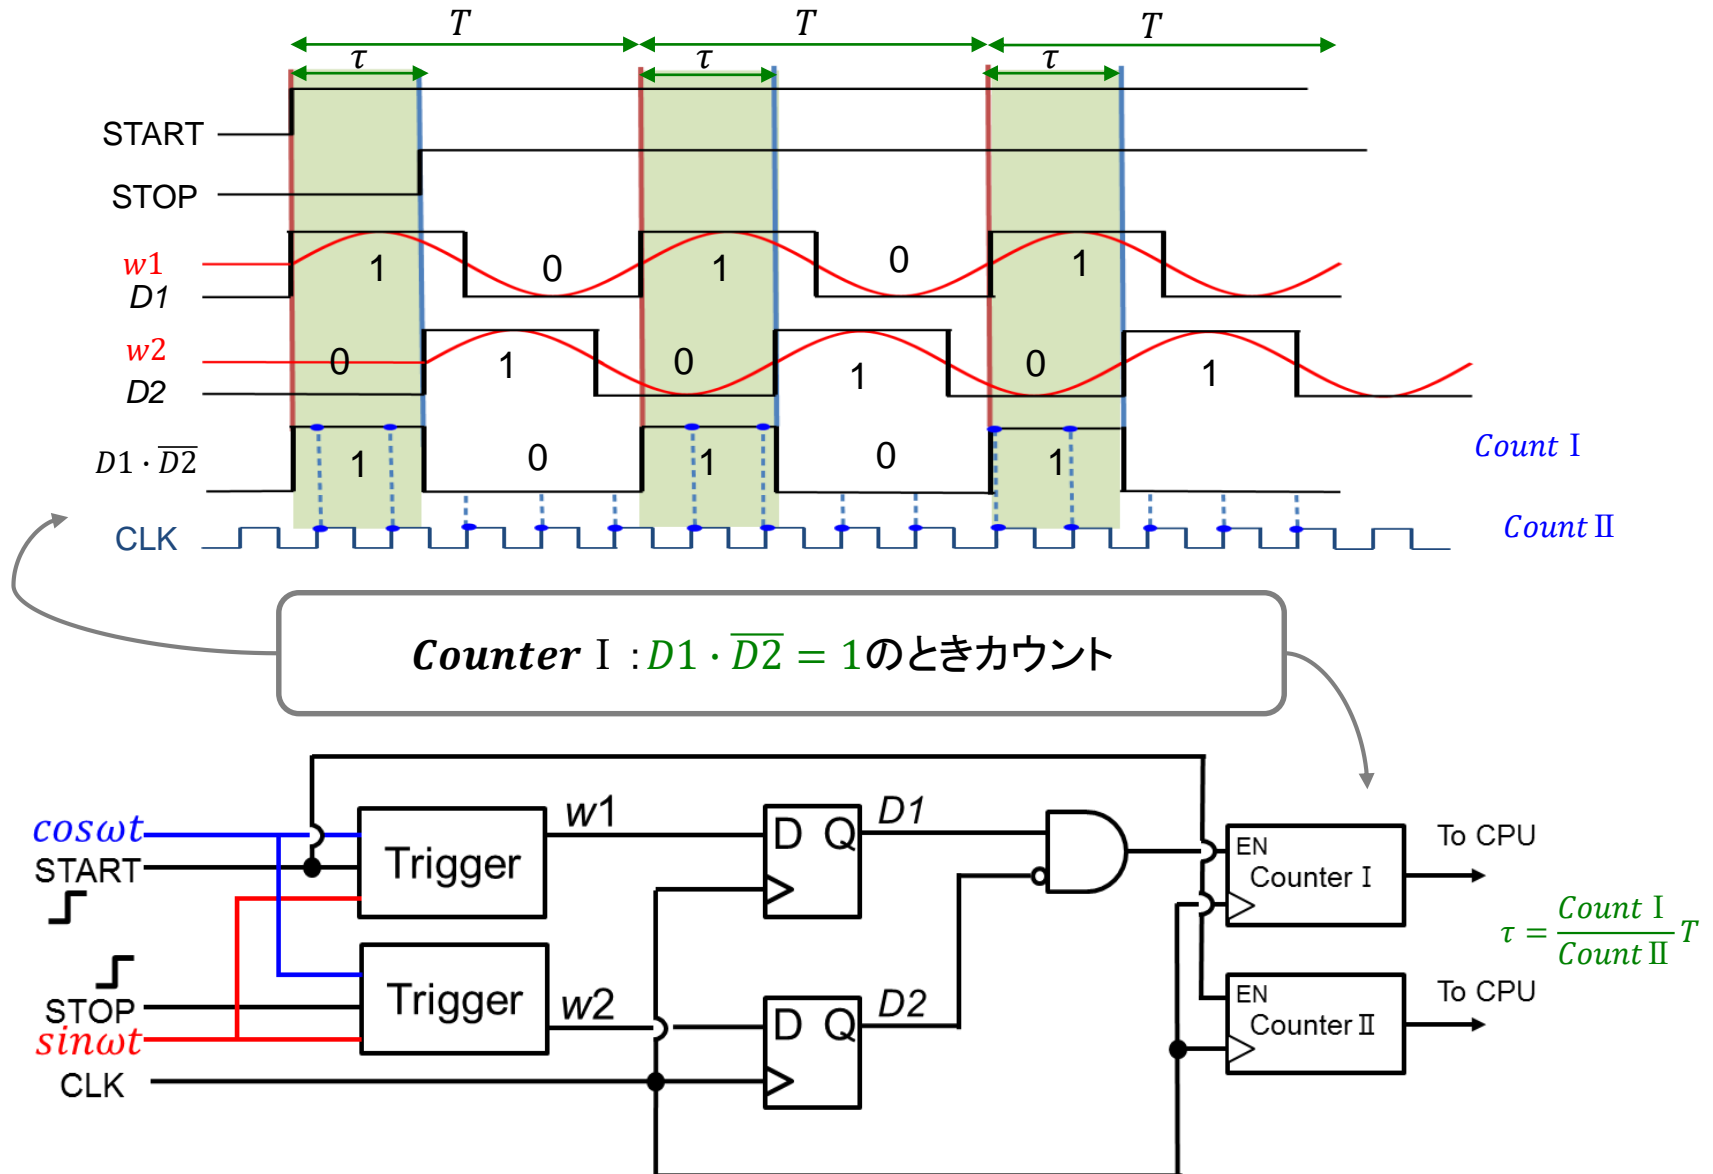 T T T
τ τ τ
START
STOP
w1 1 0 1 0 1
D1
w2 0 1 0 1 0 1
D2
D1·\overline{D2} 1 0 1 0 1 Count Ⅰ
CLK Count Ⅱ
Counter Ⅰ : D1·\overline{D2} = 1のときカウント
cosωt
START
Trigger
w1
D Q
D1
EN
Counter Ⅰ
To CPU
τ = \frac{Count Ⅰ}{Count Ⅱ} T
STOP
sinωt
Trigger
w2
D Q
D2
EN
Counter Ⅱ
To CPU
CLK